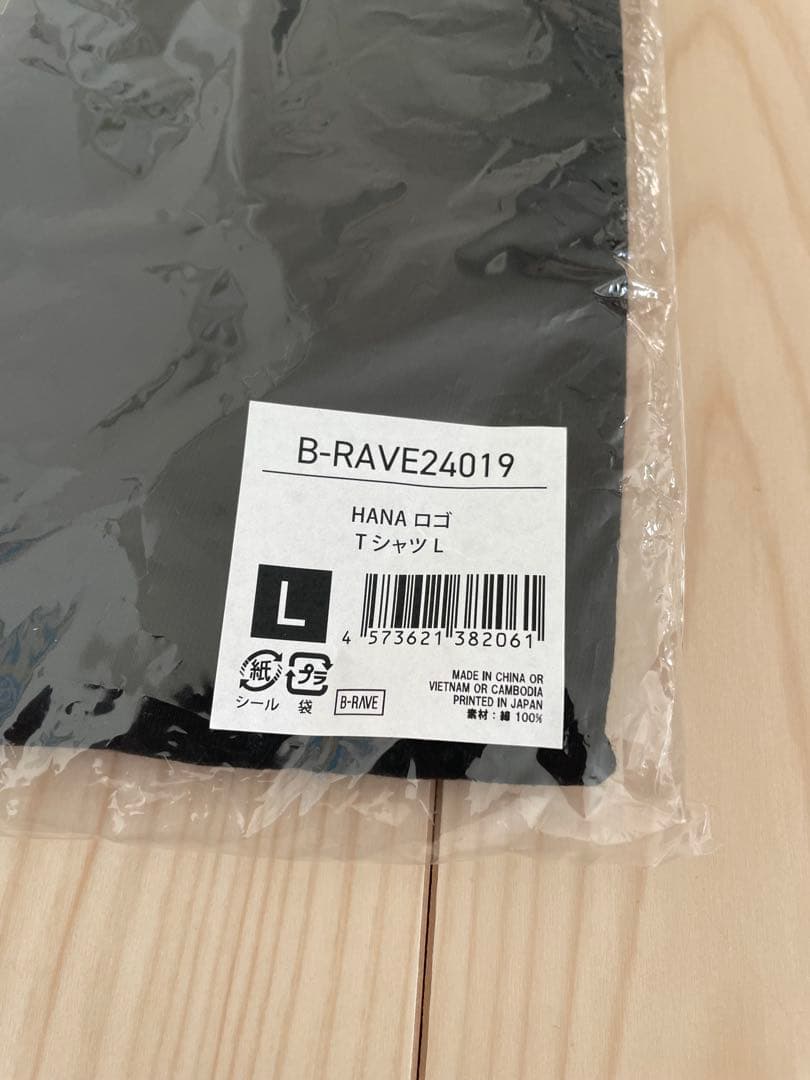 B-RAVE24019
HANA ロゴ
TシャツL
L
4 573621 382061
紙 プラ
シール 袋 B-RAVE
MADE IN CHINA OR
VIETNAM OR CAMBODIA
PRINTED IN JAPAN
素材：綿 100%